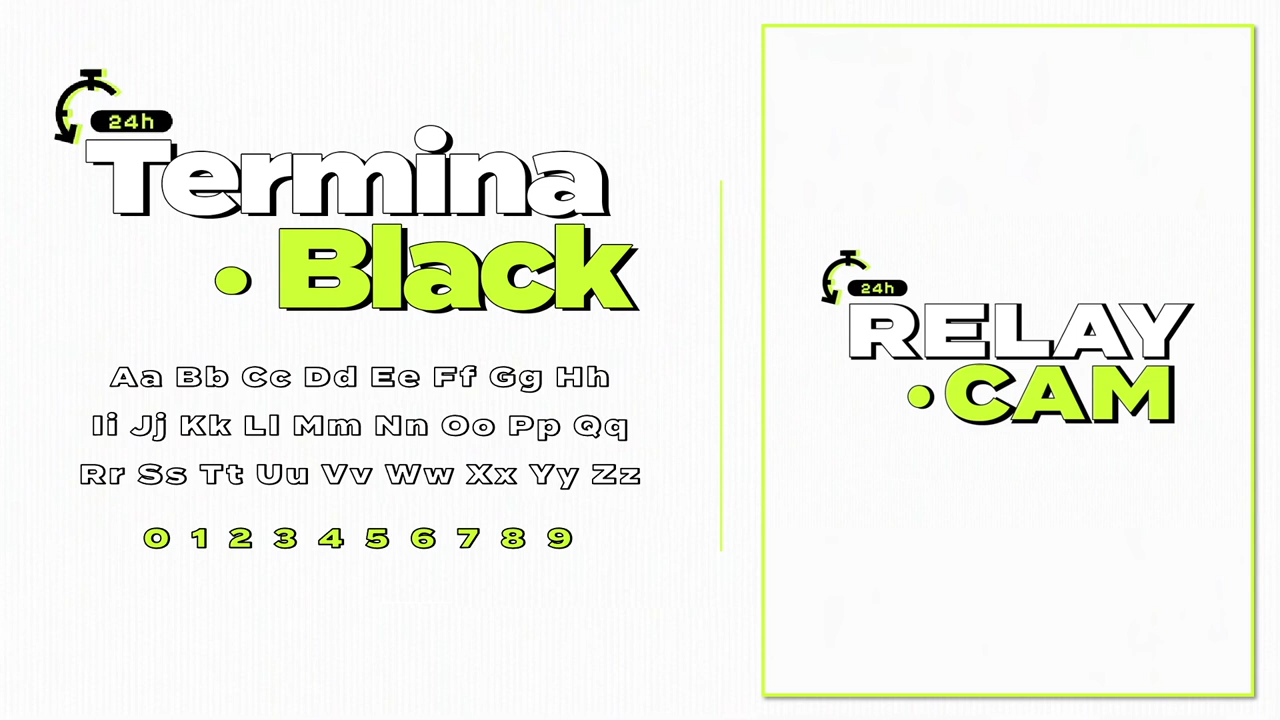 24h
Termina
• Black
Aa Bb Cc Dd Ee Ff Gg Hh
Ii Jj Kk Ll Mm Nn Oo Pp Qq
Rr Ss Tt Uu Vv Ww Xx Yy Zz
0 1 2 3 4 5 6 7 8 9
24h
RELAY
•CAM